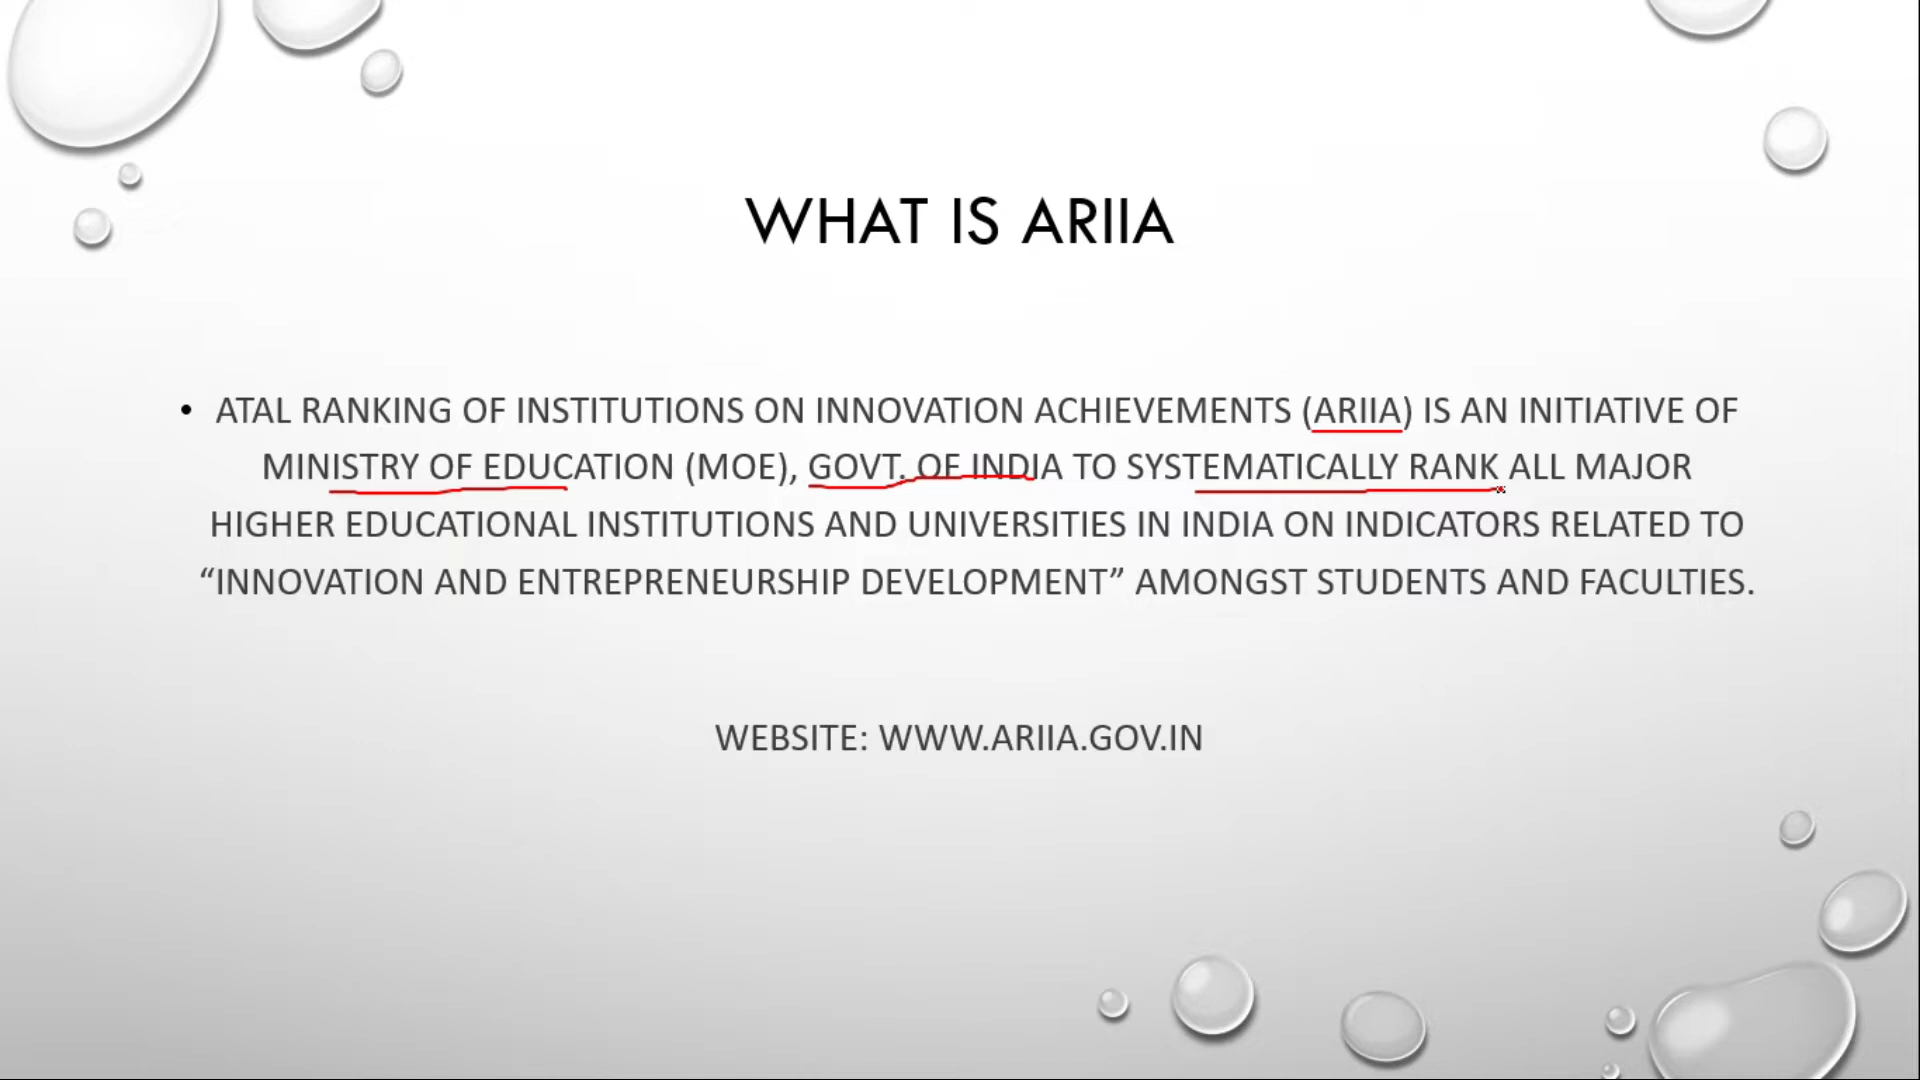 WHAT IS ARIIA
• ATAL RANKING OF INSTITUTIONS ON INNOVATION ACHIEVEMENTS (ARIIA) IS AN INITIATIVE OF
MINISTRY OF EDUCATION (MOE), GOVT. OF INDIA TO SYSTEMATICALLY RANK ALL MAJOR
HIGHER EDUCATIONAL INSTITUTIONS AND UNIVERSITIES IN INDIA ON INDICATORS RELATED TO
“INNOVATION AND ENTREPRENEURSHIP DEVELOPMENT” AMONGST STUDENTS AND FACULTIES.
WEBSITE: WWW.ARIIA.GOV.IN